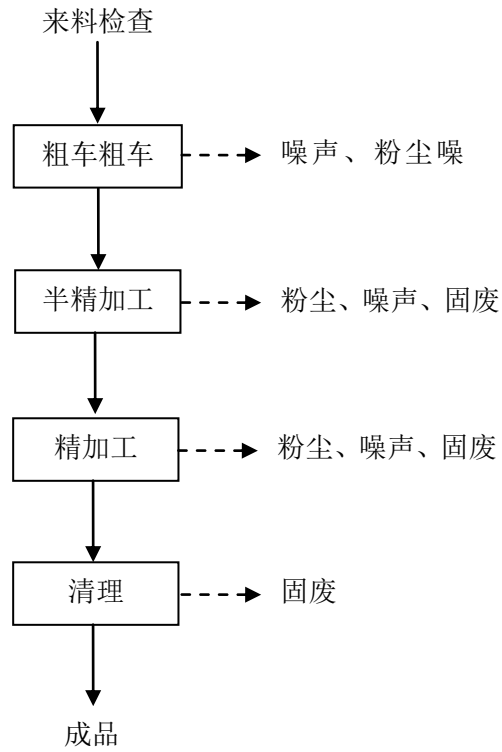 来料检查
粗车粗车
噪声、粉尘噪
半精加工
粉尘、噪声、固废
精加工
粉尘、噪声、固废
清理
固废
成品